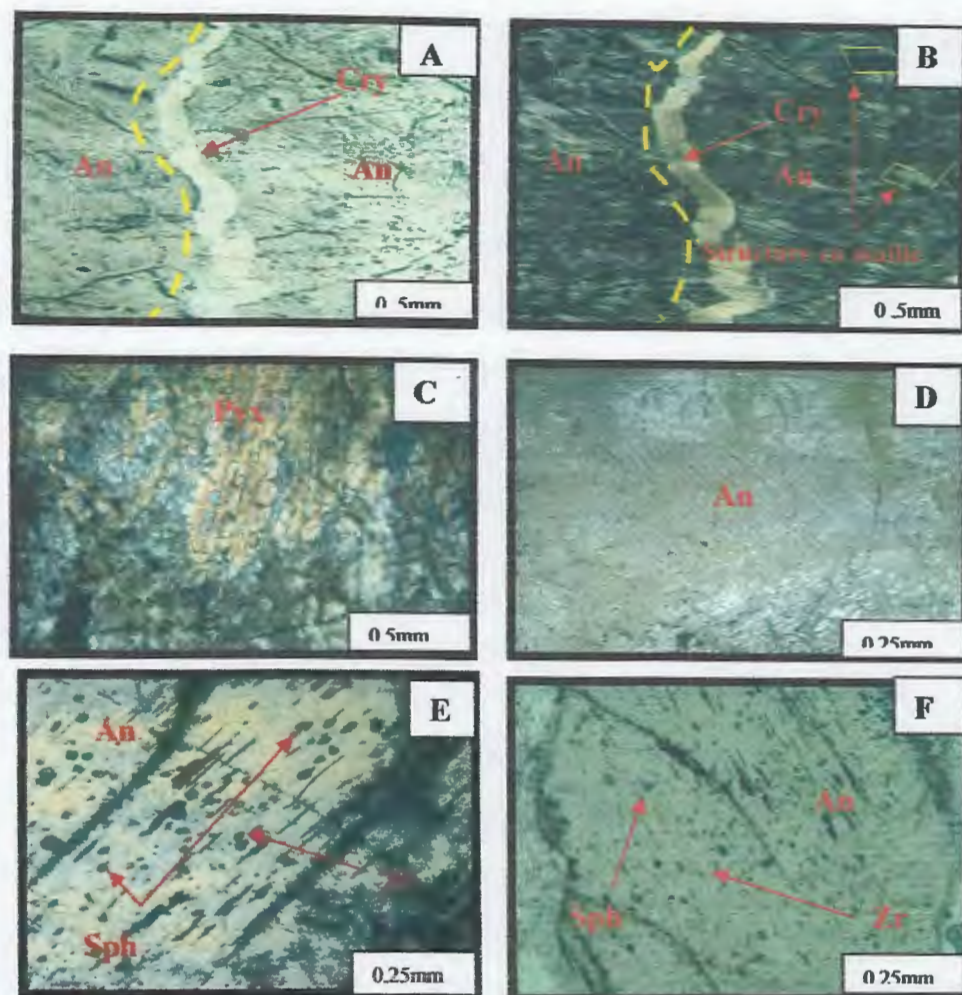 A
Cry
An
An
0.5mm
B
Cry
An
An
Structure en maille
0.5mm
C
Pyx
0.5mm
D
An
0.25mm
E
An
Sph
0.25mm
F
An
Sph
Zr
0.25mm